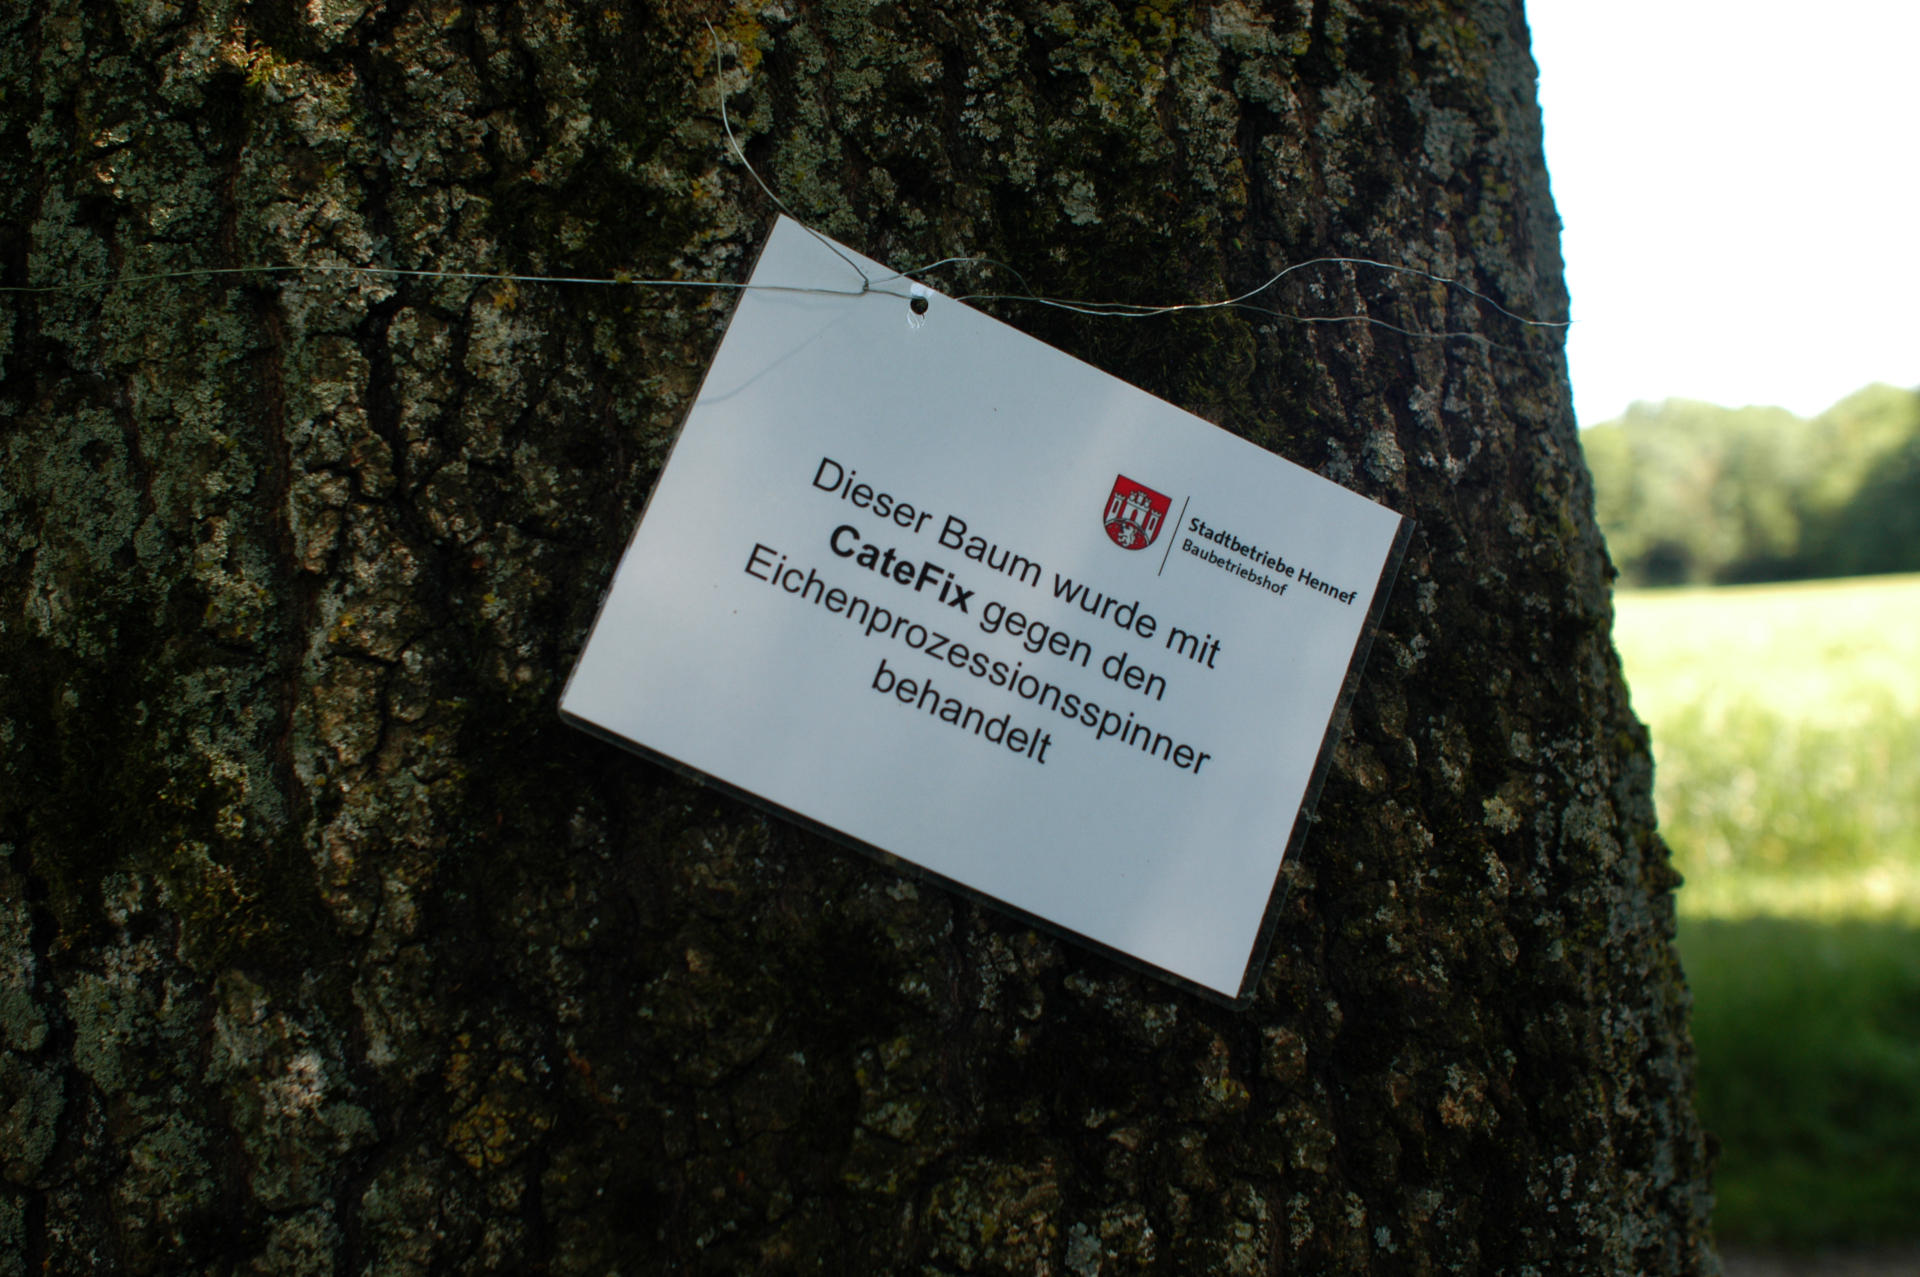 Stadtbetriebe Hennef
Baubetriebshof
Dieser Baum wurde mit
CateFix gegen den
Eichenprozessionsspinner
behandelt